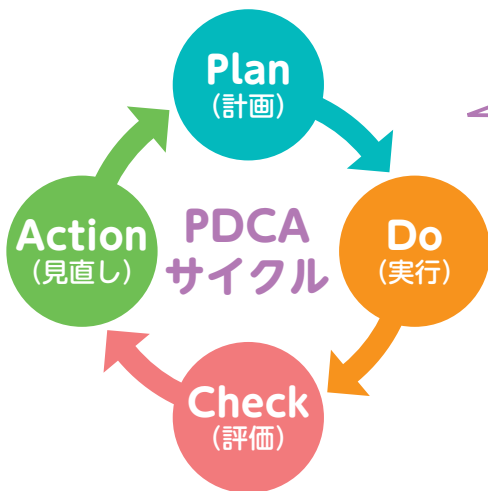 Plan
(計画)
PDCA
サイクル
Do
(実行)
Check
(評価)
Action
(見直し)